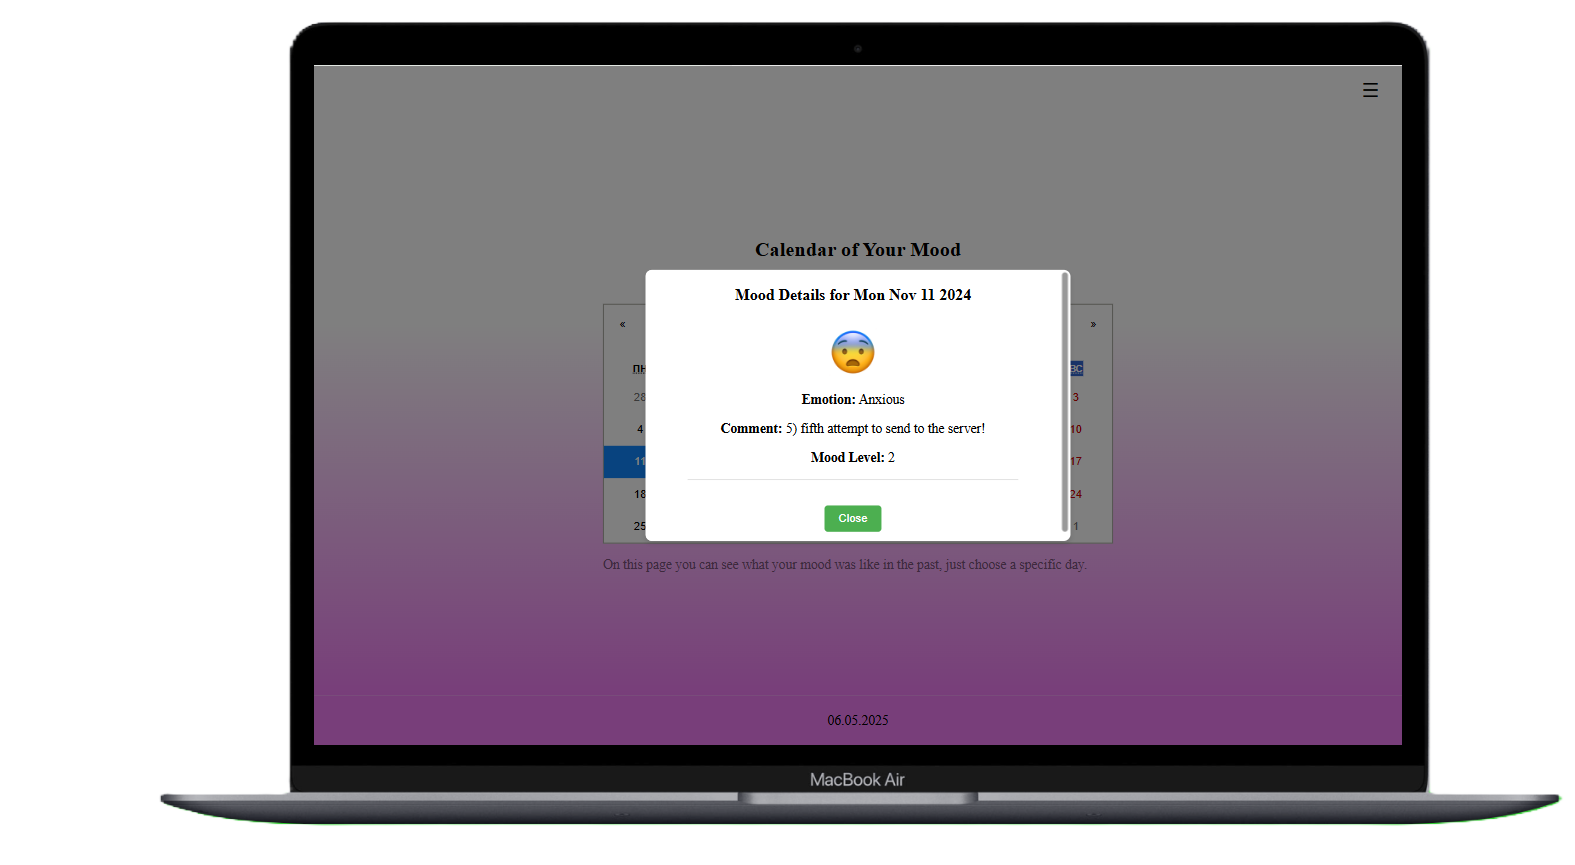 ☰
Calendar of Your Mood
Mood Details for Mon Nov 11 2024
« »
Emotion: Anxious
28 3
Comment: 5) fifth attempt to send to the server!
4 10
Mood Level: 2
11 17
18 24
Close
25 1
On this page you can see what your mood was like in the past, just choose a specific day.
06.05.2025
MacBook Air